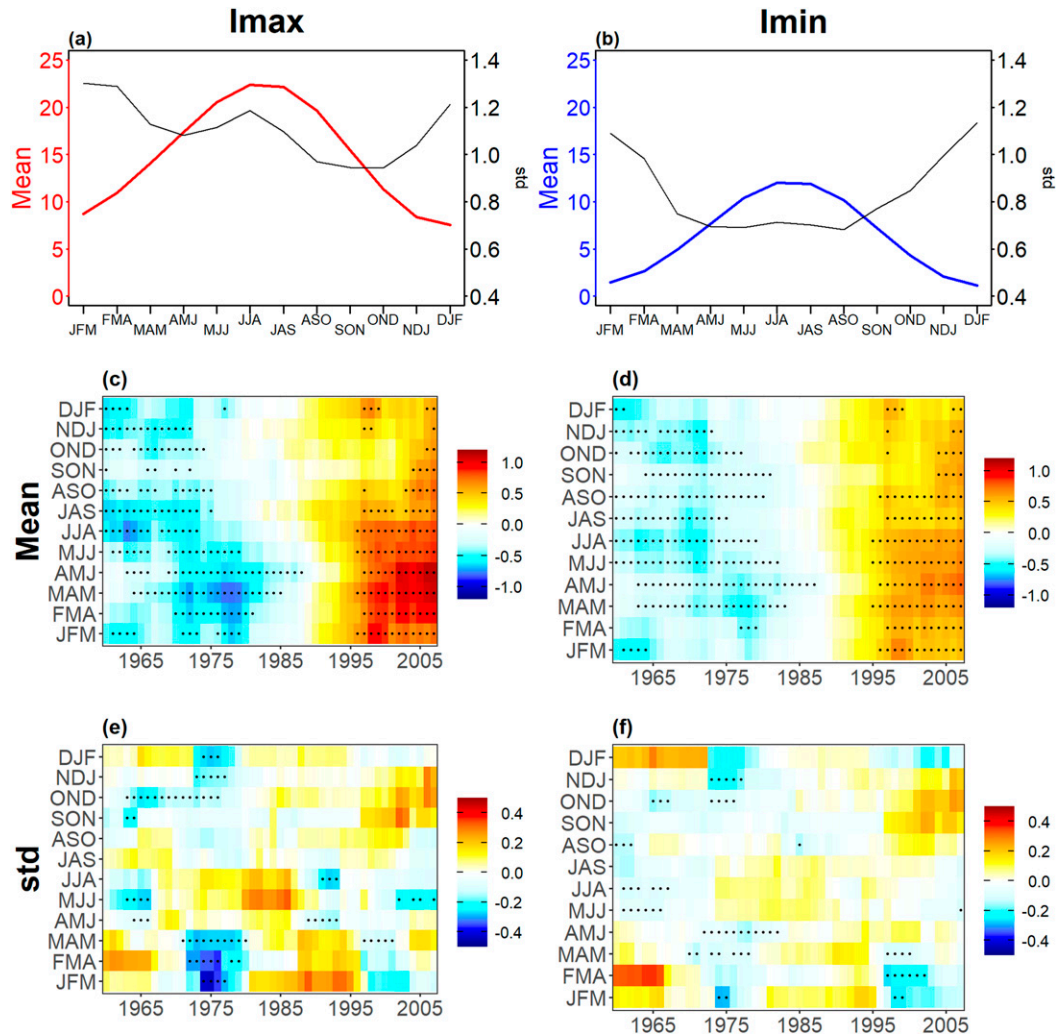 Imax Imin
(a) (b)
25 1.4 25 1.4
20 1.2 20 1.2
15 1.0 15 1.0
10 0.8 10 0.8
5 0.6 5 0.6
0 0.4 0 0.4
Mean std Mean std
FMA AMJ JJA ASO OND DJF FMA AMJ JJA ASO OND DJF
JFM MAM MJJ JAS SON NDJ JFM MAM MJJ JAS SON NDJ
(c) (d)
Mean
DJF DJF
NDJ NDJ
OND OND
SON SON
ASO ASO
JAS JAS
JJA JJA
MJJ MJJ
AMJ AMJ
MAM MAM
FMA FMA
JFM JFM
1965 1975 1985 1995 2005 1965 1975 1985 1995 2005
1.0 1.0
0.5 0.5
0.0 0.0
-0.5 -0.5
-1.0 -1.0
(e) (f)
std
DJF DJF
NDJ NDJ
OND OND
SON SON
ASO ASO
JAS JAS
JJA JJA
MJJ MJJ
AMJ AMJ
MAM MAM
FMA FMA
JFM JFM
1965 1975 1985 1995 2005 1965 1975 1985 1995 2005
0.4 0.4
0.2 0.2
0.0 0.0
-0.2 -0.2
-0.4 -0.4